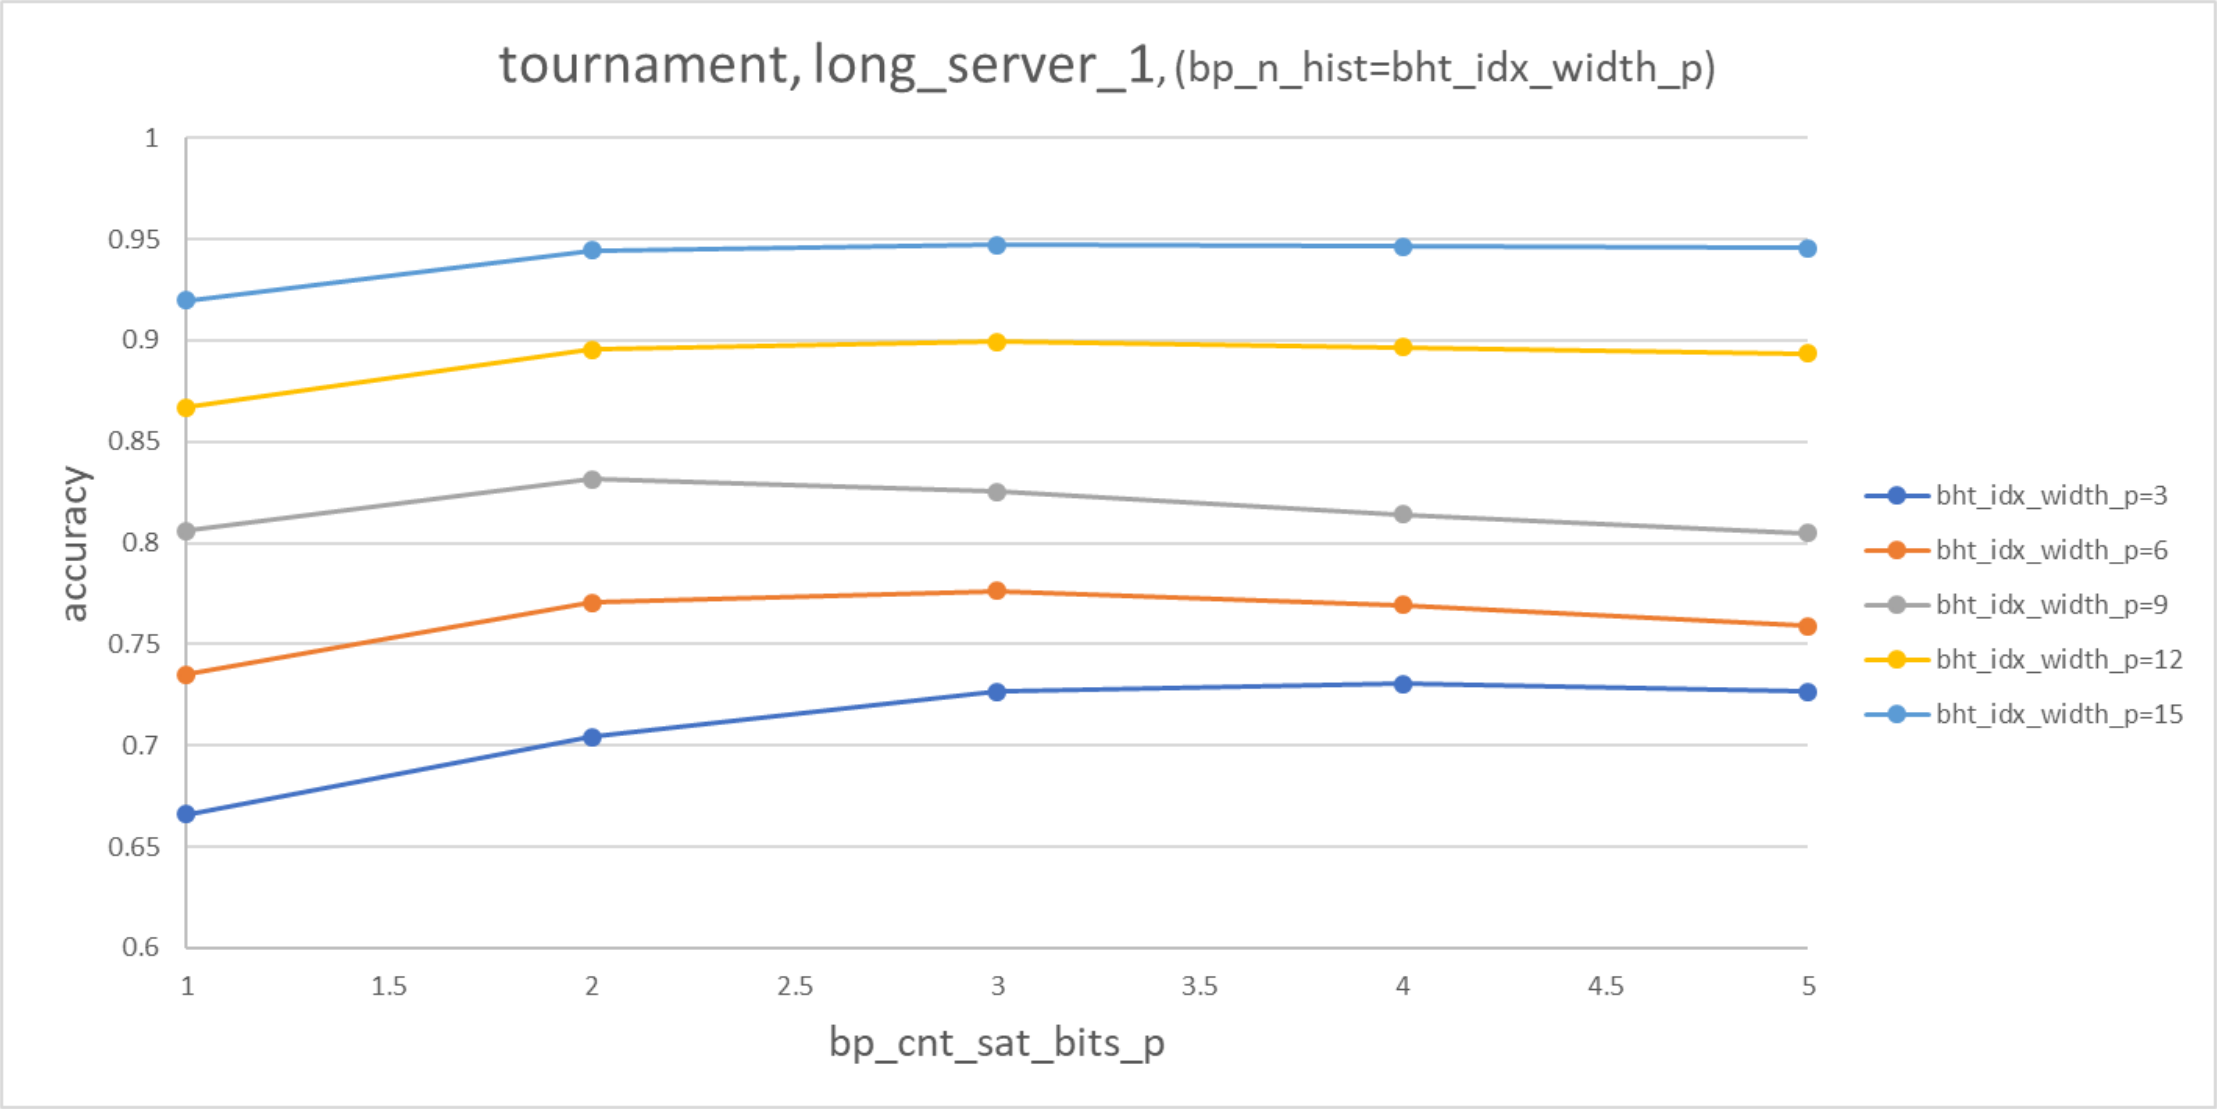 tournament, long_server_1, (bp_n_hist=bht_idx_width_p)
1
0.95
0.9
0.85
0.8
0.75
0.7
0.65
0.6
accuracy
1 1.5 2 2.5 3 3.5 4 4.5 5
bp_cnt_sat_bits_p
bht_idx_width_p=3
bht_idx_width_p=6
bht_idx_width_p=9
bht_idx_width_p=12
bht_idx_width_p=15